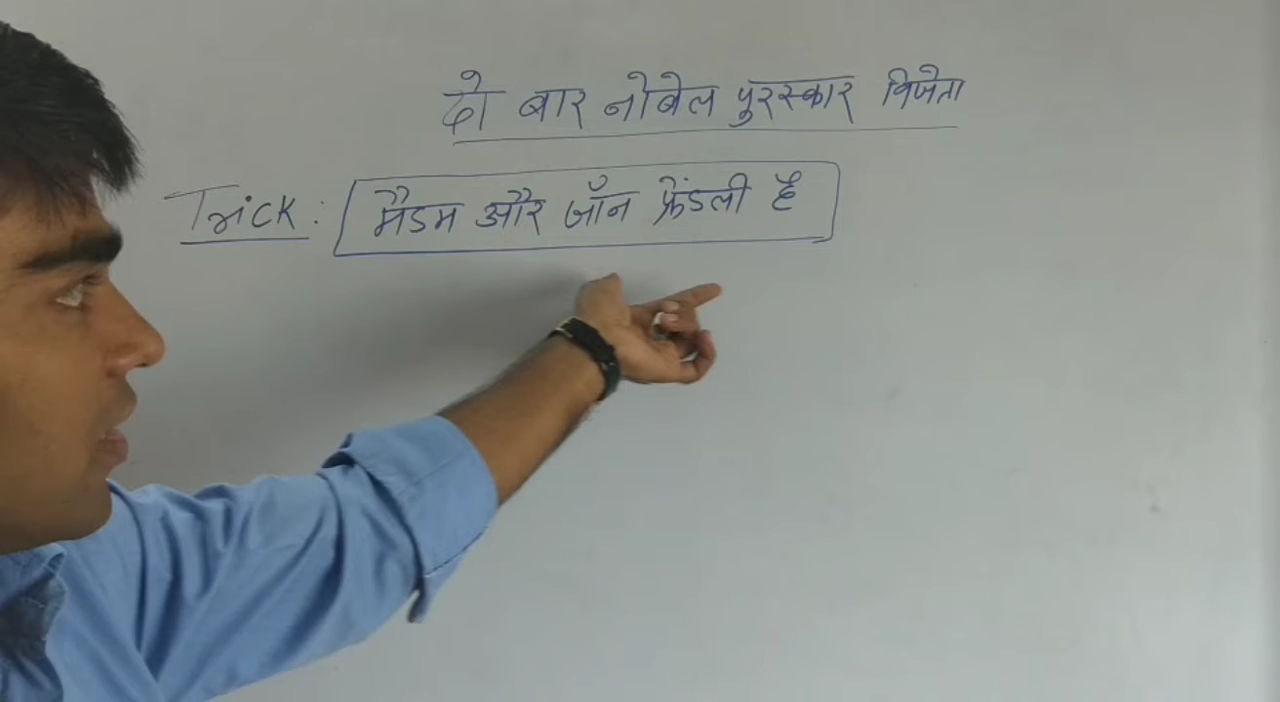 दो बार नोबेल पुरस्कार विजेता
Trick : मैडम और जॉन फ्रेंडली है